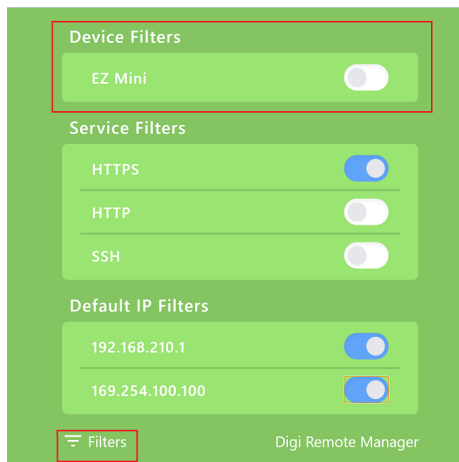 Device Filters
EZ Mini
Service Filters
HTTPS
HTTP
SSH
Default IP Filters
192.168.210.1
169.254.100.100
Filters
Digi Remote Manager